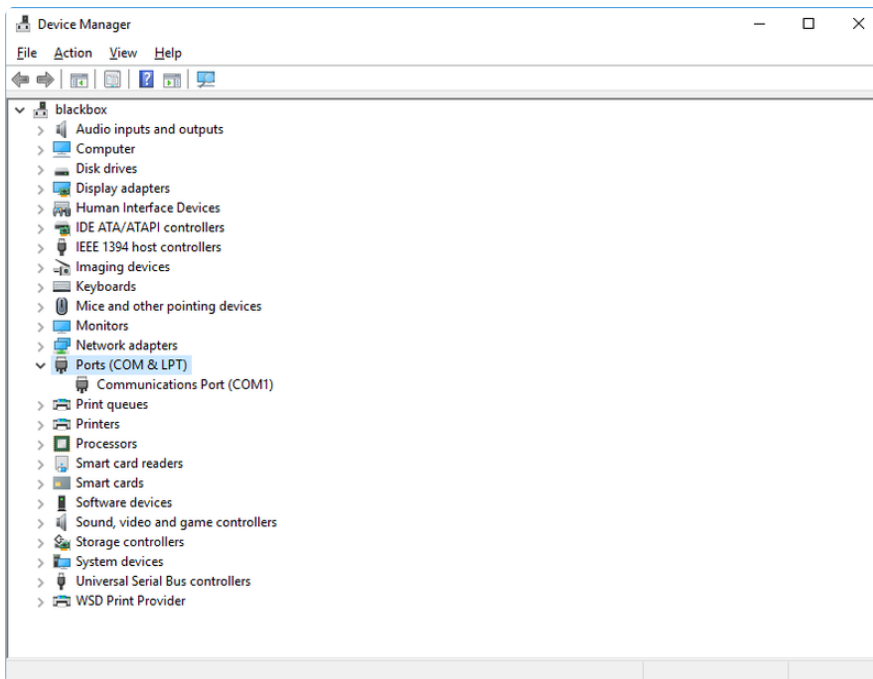 Device Manager
File Action View Help
blackbox
Audio inputs and outputs
Computer
Disk drives
Display adapters
Human Interface Devices
IDE ATA/ATAPI controllers
IEEE 1394 host controllers
Imaging devices
Keyboards
Mice and other pointing devices
Monitors
Network adapters
Ports (COM & LPT)
Communications Port (COM1)
Print queues
Printers
Processors
Smart card readers
Smart cards
Software devices
Sound, video and game controllers
Storage controllers
System devices
Universal Serial Bus controllers
WSD Print Provider